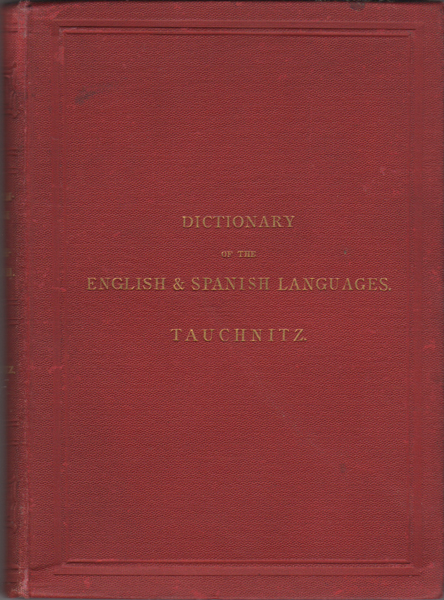 DICTIONARY
OF THE
ENGLISH & SPANISH LANGUAGES.
TAUCHNITZ.